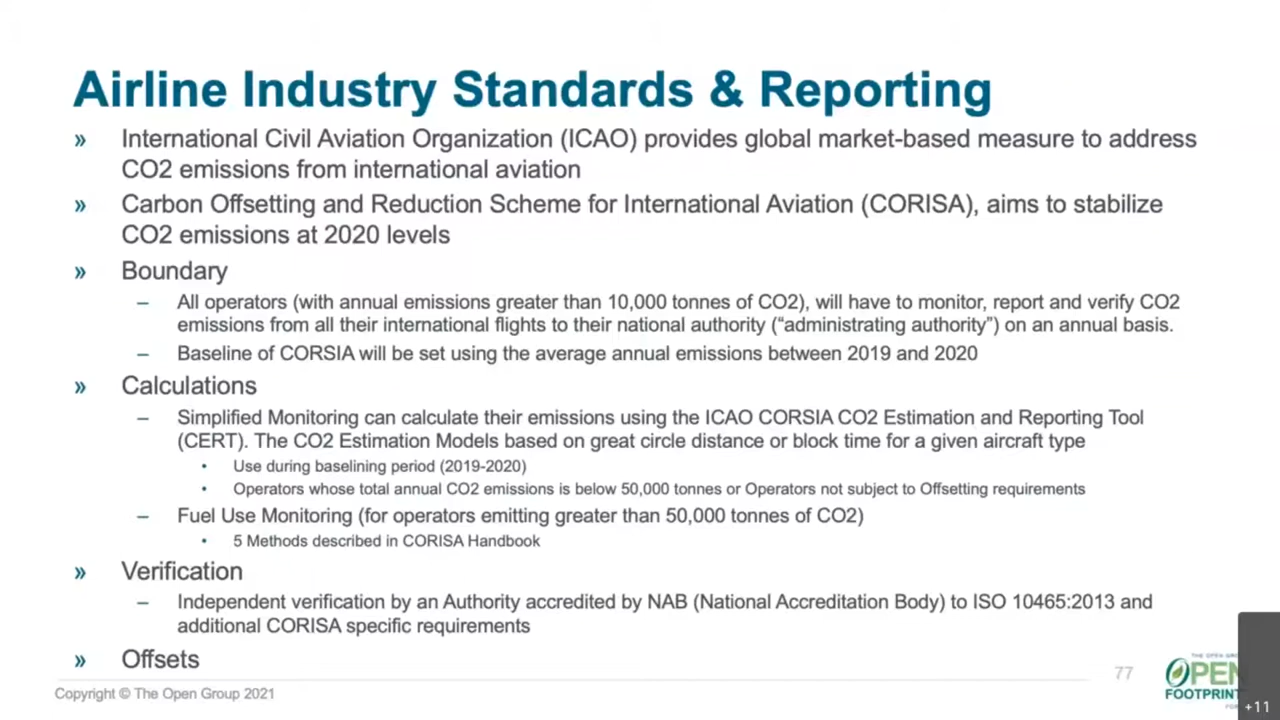 Airline Industry Standards & Reporting
» International Civil Aviation Organization (ICAO) provides global market-based measure to address
CO2 emissions from international aviation
» Carbon Offsetting and Reduction Scheme for International Aviation (CORISA), aims to stabilize
CO2 emissions at 2020 levels
» Boundary
– All operators (with annual emissions greater than 10,000 tonnes of CO2), will have to monitor, report and verify CO2
emissions from all their international flights to their national authority (“administrating authority”) on an annual basis.
– Baseline of CORSIA will be set using the average annual emissions between 2019 and 2020
» Calculations
– Simplified Monitoring can calculate their emissions using the ICAO CORSIA CO2 Estimation and Reporting Tool
(CERT). The CO2 Estimation Models based on great circle distance or block time for a given aircraft type
• Use during baselining period (2019-2020)
• Operators whose total annual CO2 emissions is below 50,000 tonnes or Operators not subject to Offsetting requirements
– Fuel Use Monitoring (for operators emitting greater than 50,000 tonnes of CO2)
• 5 Methods described in CORISA Handbook
» Verification
– Independent verification by an Authority accredited by NAB (National Accreditation Body) to ISO 10465:2013 and
additional CORISA specific requirements
» Offsets
Copyright © The Open Group 2021
77
THE OPEN GRO
OPEN
FOOTPRINT
+11